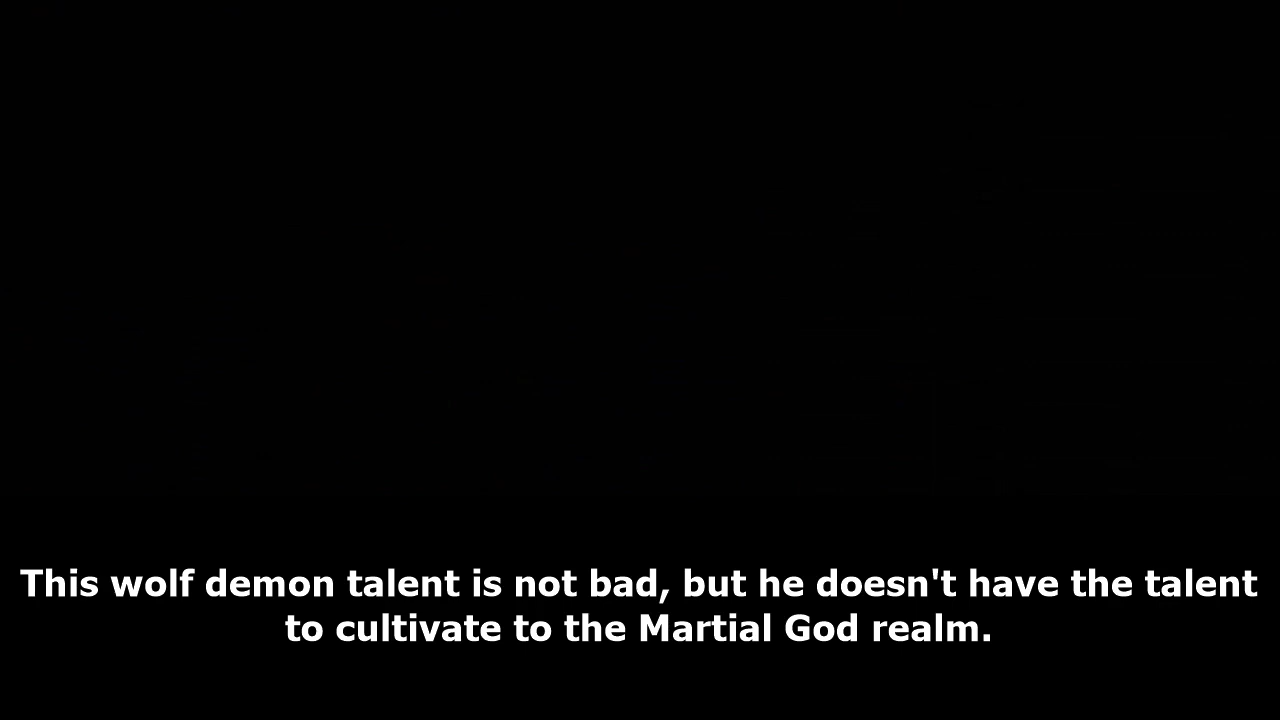 This wolf demon talent is not bad, but he doesn't have the talent
to cultivate to the Martial God realm.